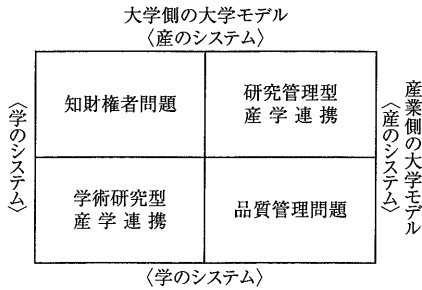 大学側の大学モデル
〈産のシステム〉
知財権者問題
研究管理型
産学連携
〈学のシステム〉
産業側の大学モデル
〈産のシステム〉
学術研究型
産学連携
品質管理問題
〈学のシステム〉